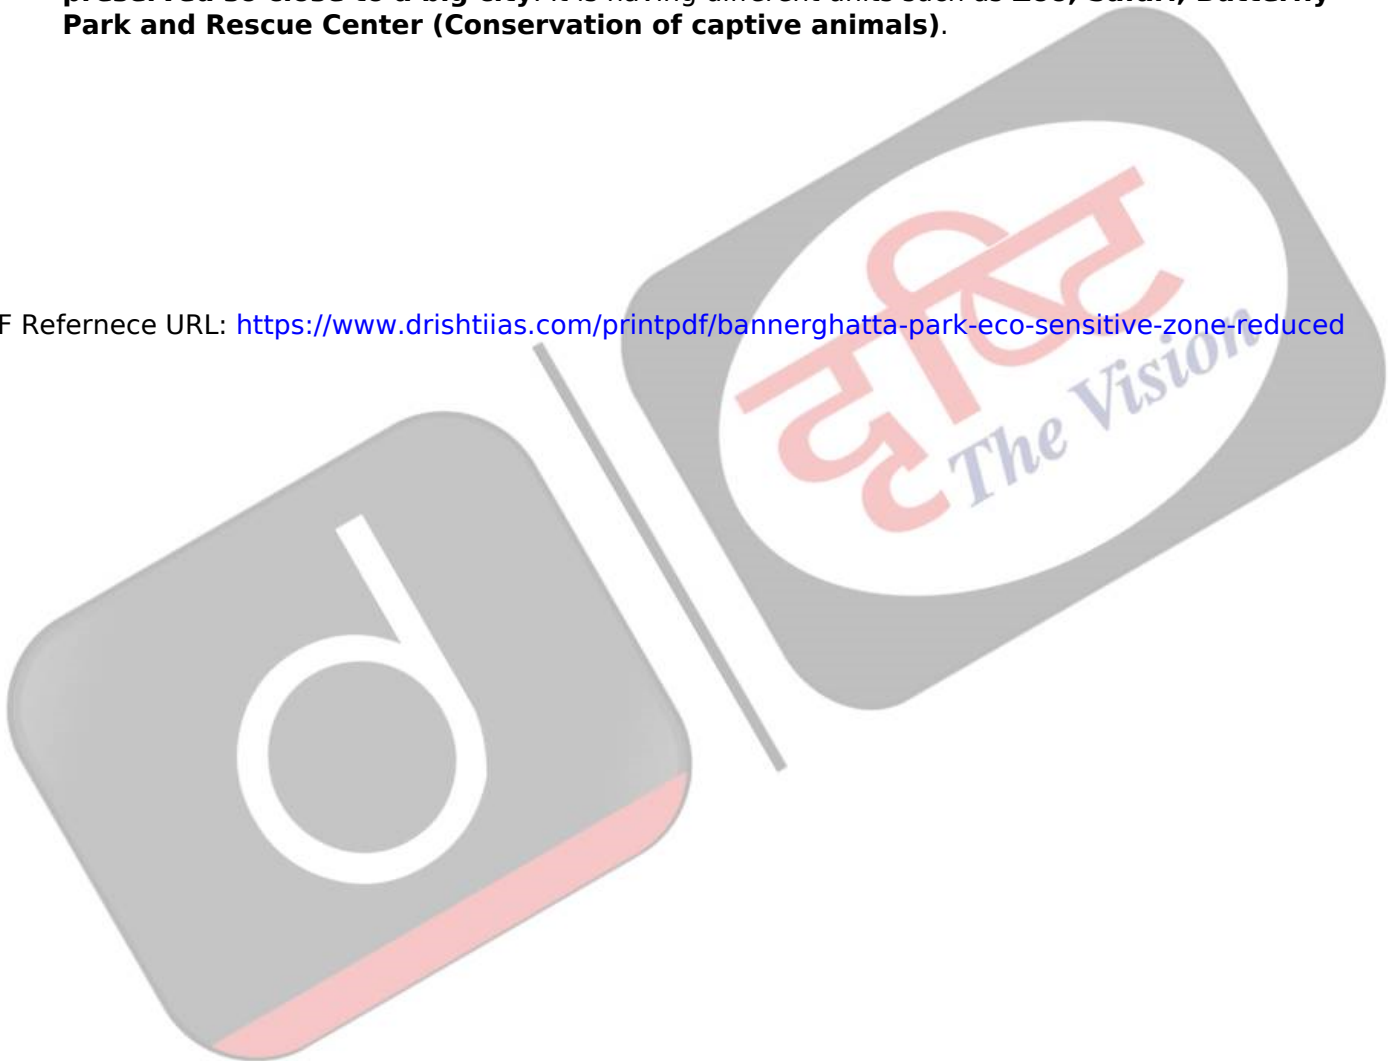 Park and Rescue Center (Conservation of captive animals).
F Refernece URL: https://www.drishtiias.com/printpdf/bannerghatta-park-eco-sensitive-zone-reduced
दृष्टि
The Vision
d